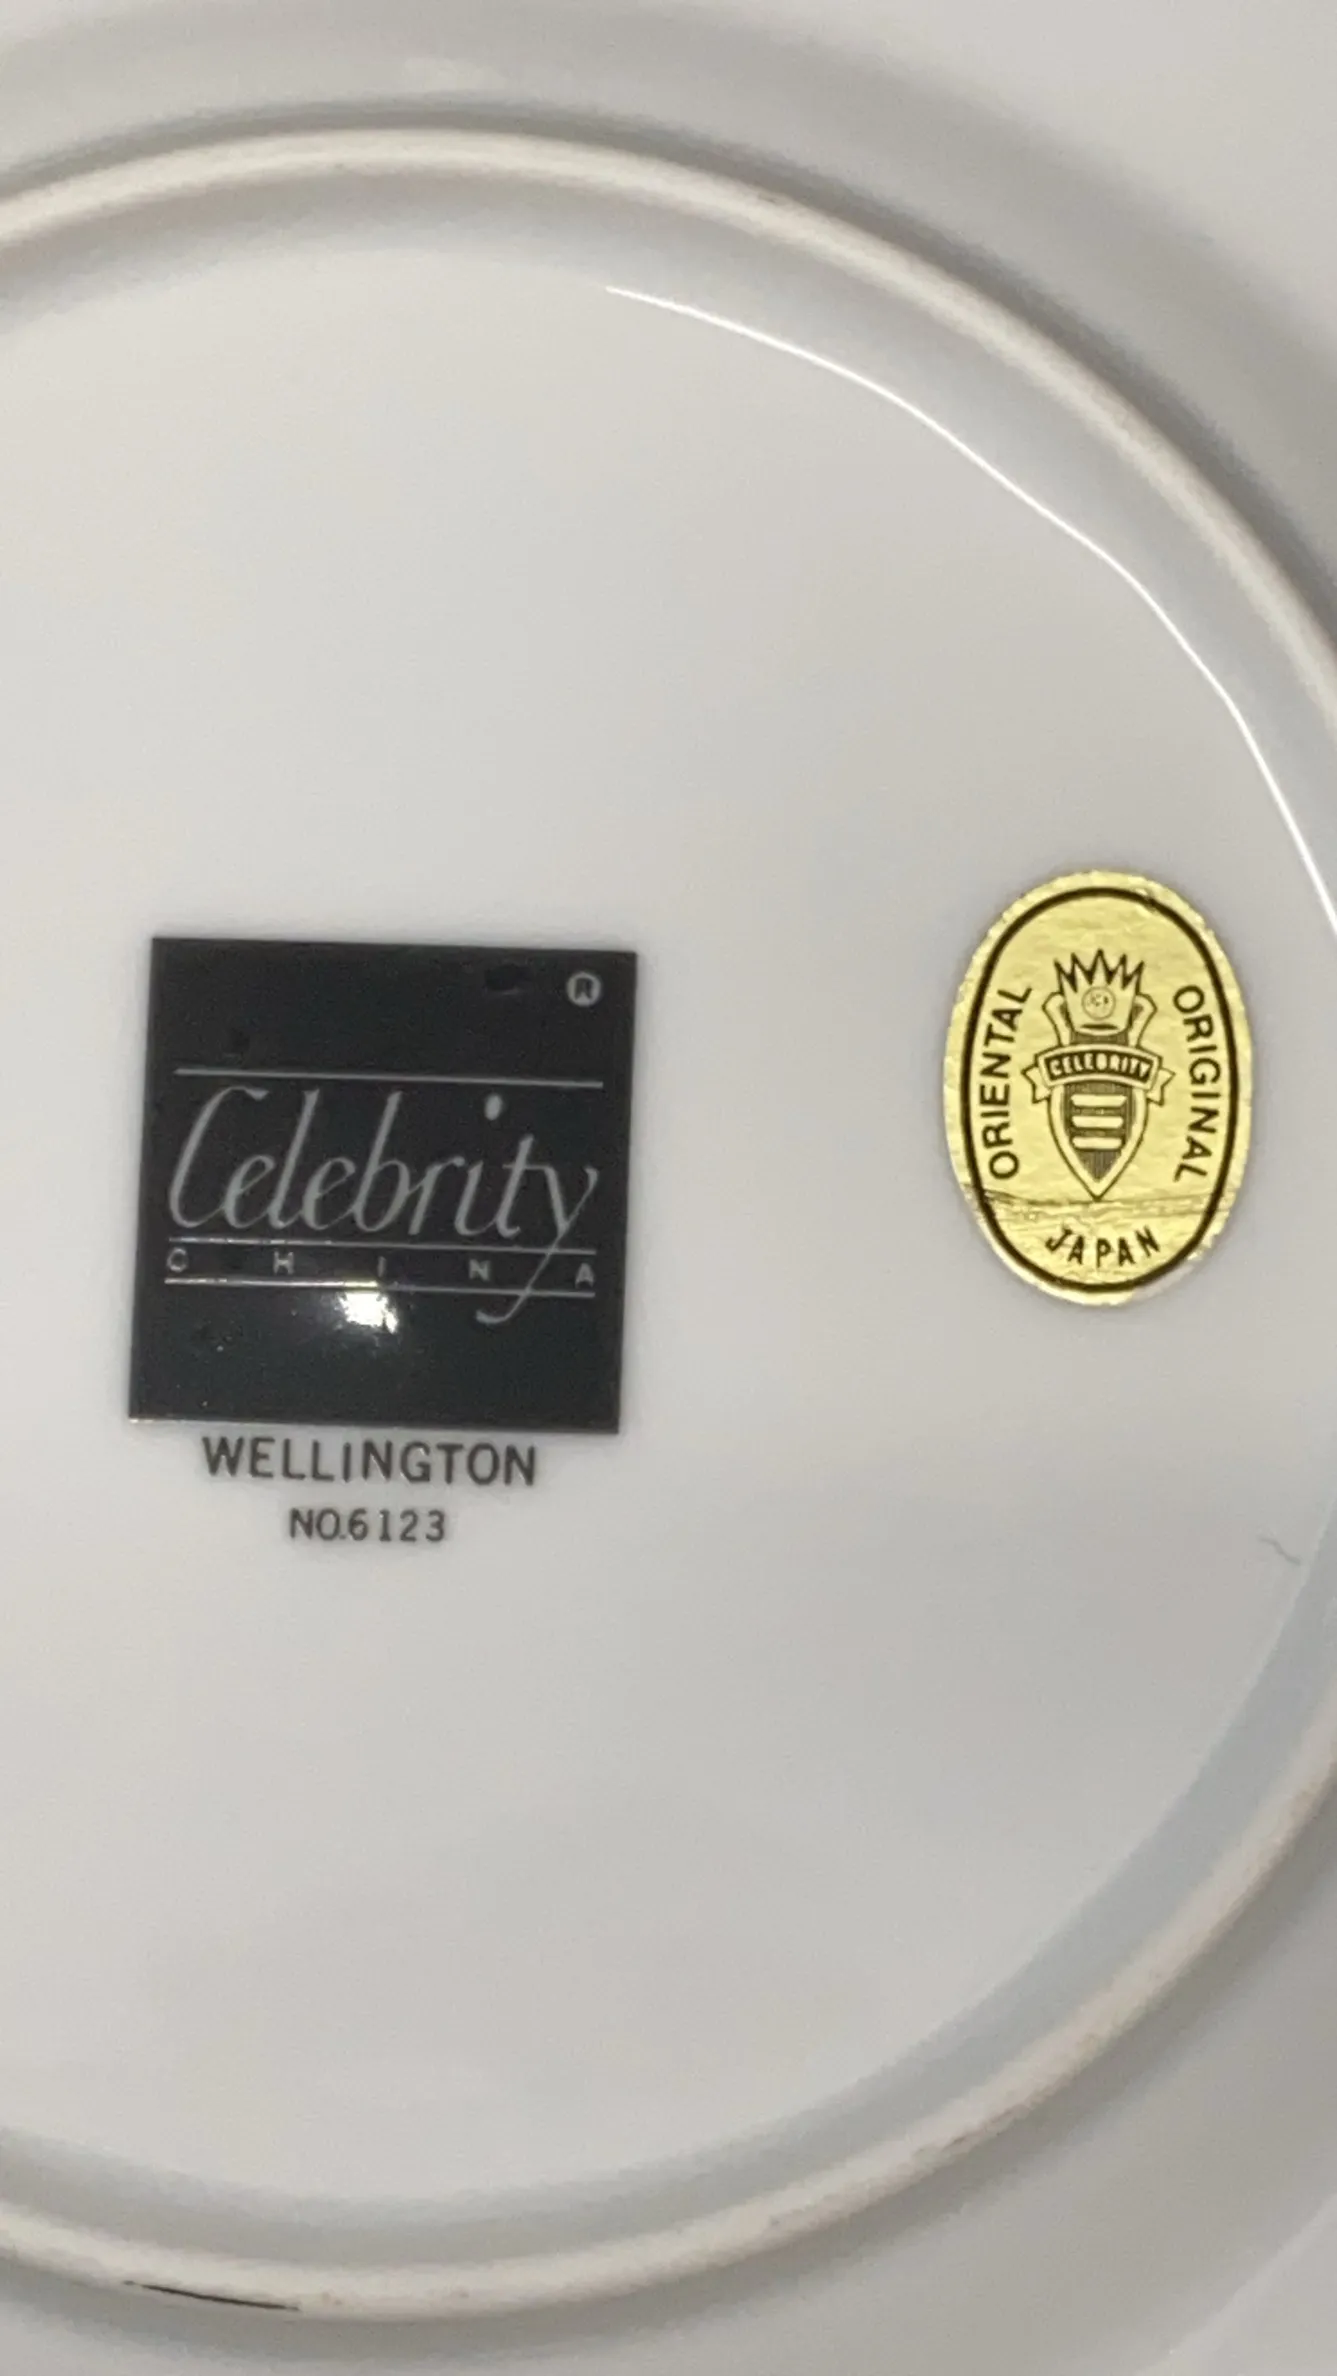 ®
Celebrity
CHINA
WELLINGTON
NO.6123
ORIENTAL
ORIGINAL
CELEBRITY
JAPAN